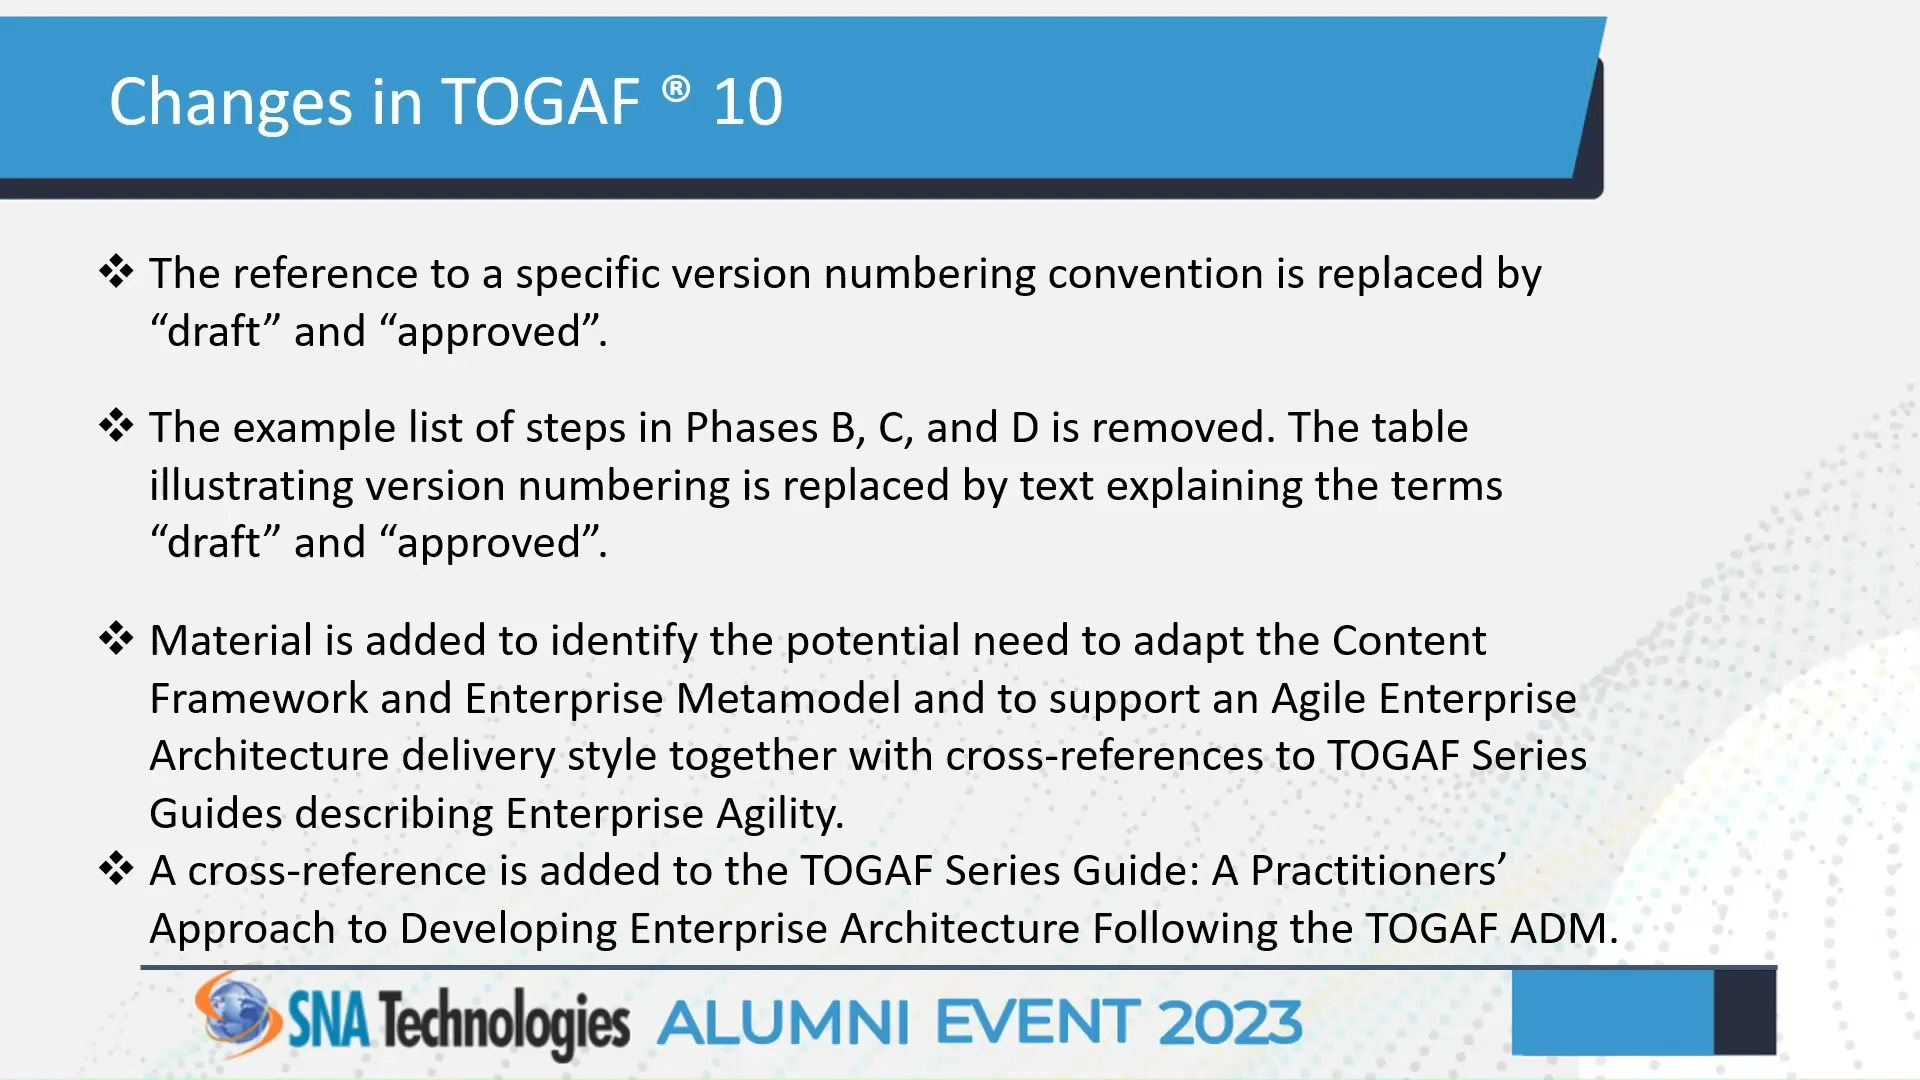 Changes in TOGAF ® 10
❖ The reference to a specific version numbering convention is replaced by
“draft” and “approved”.
❖ The example list of steps in Phases B, C, and D is removed. The table
illustrating version numbering is replaced by text explaining the terms
“draft” and “approved”.
❖ Material is added to identify the potential need to adapt the Content
Framework and Enterprise Metamodel and to support an Agile Enterprise
Architecture delivery style together with cross-references to TOGAF Series
Guides describing Enterprise Agility.
❖ A cross-reference is added to the TOGAF Series Guide: A Practitioners’
Approach to Developing Enterprise Architecture Following the TOGAF ADM.
SNA Technologies ALUMNI EVENT 2023